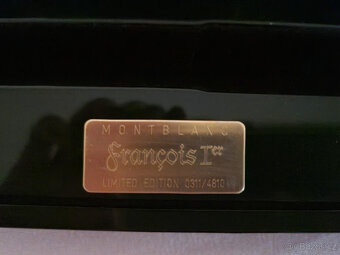 MONTBLANC
François Ier
LIMITED EDITION 0311/4810